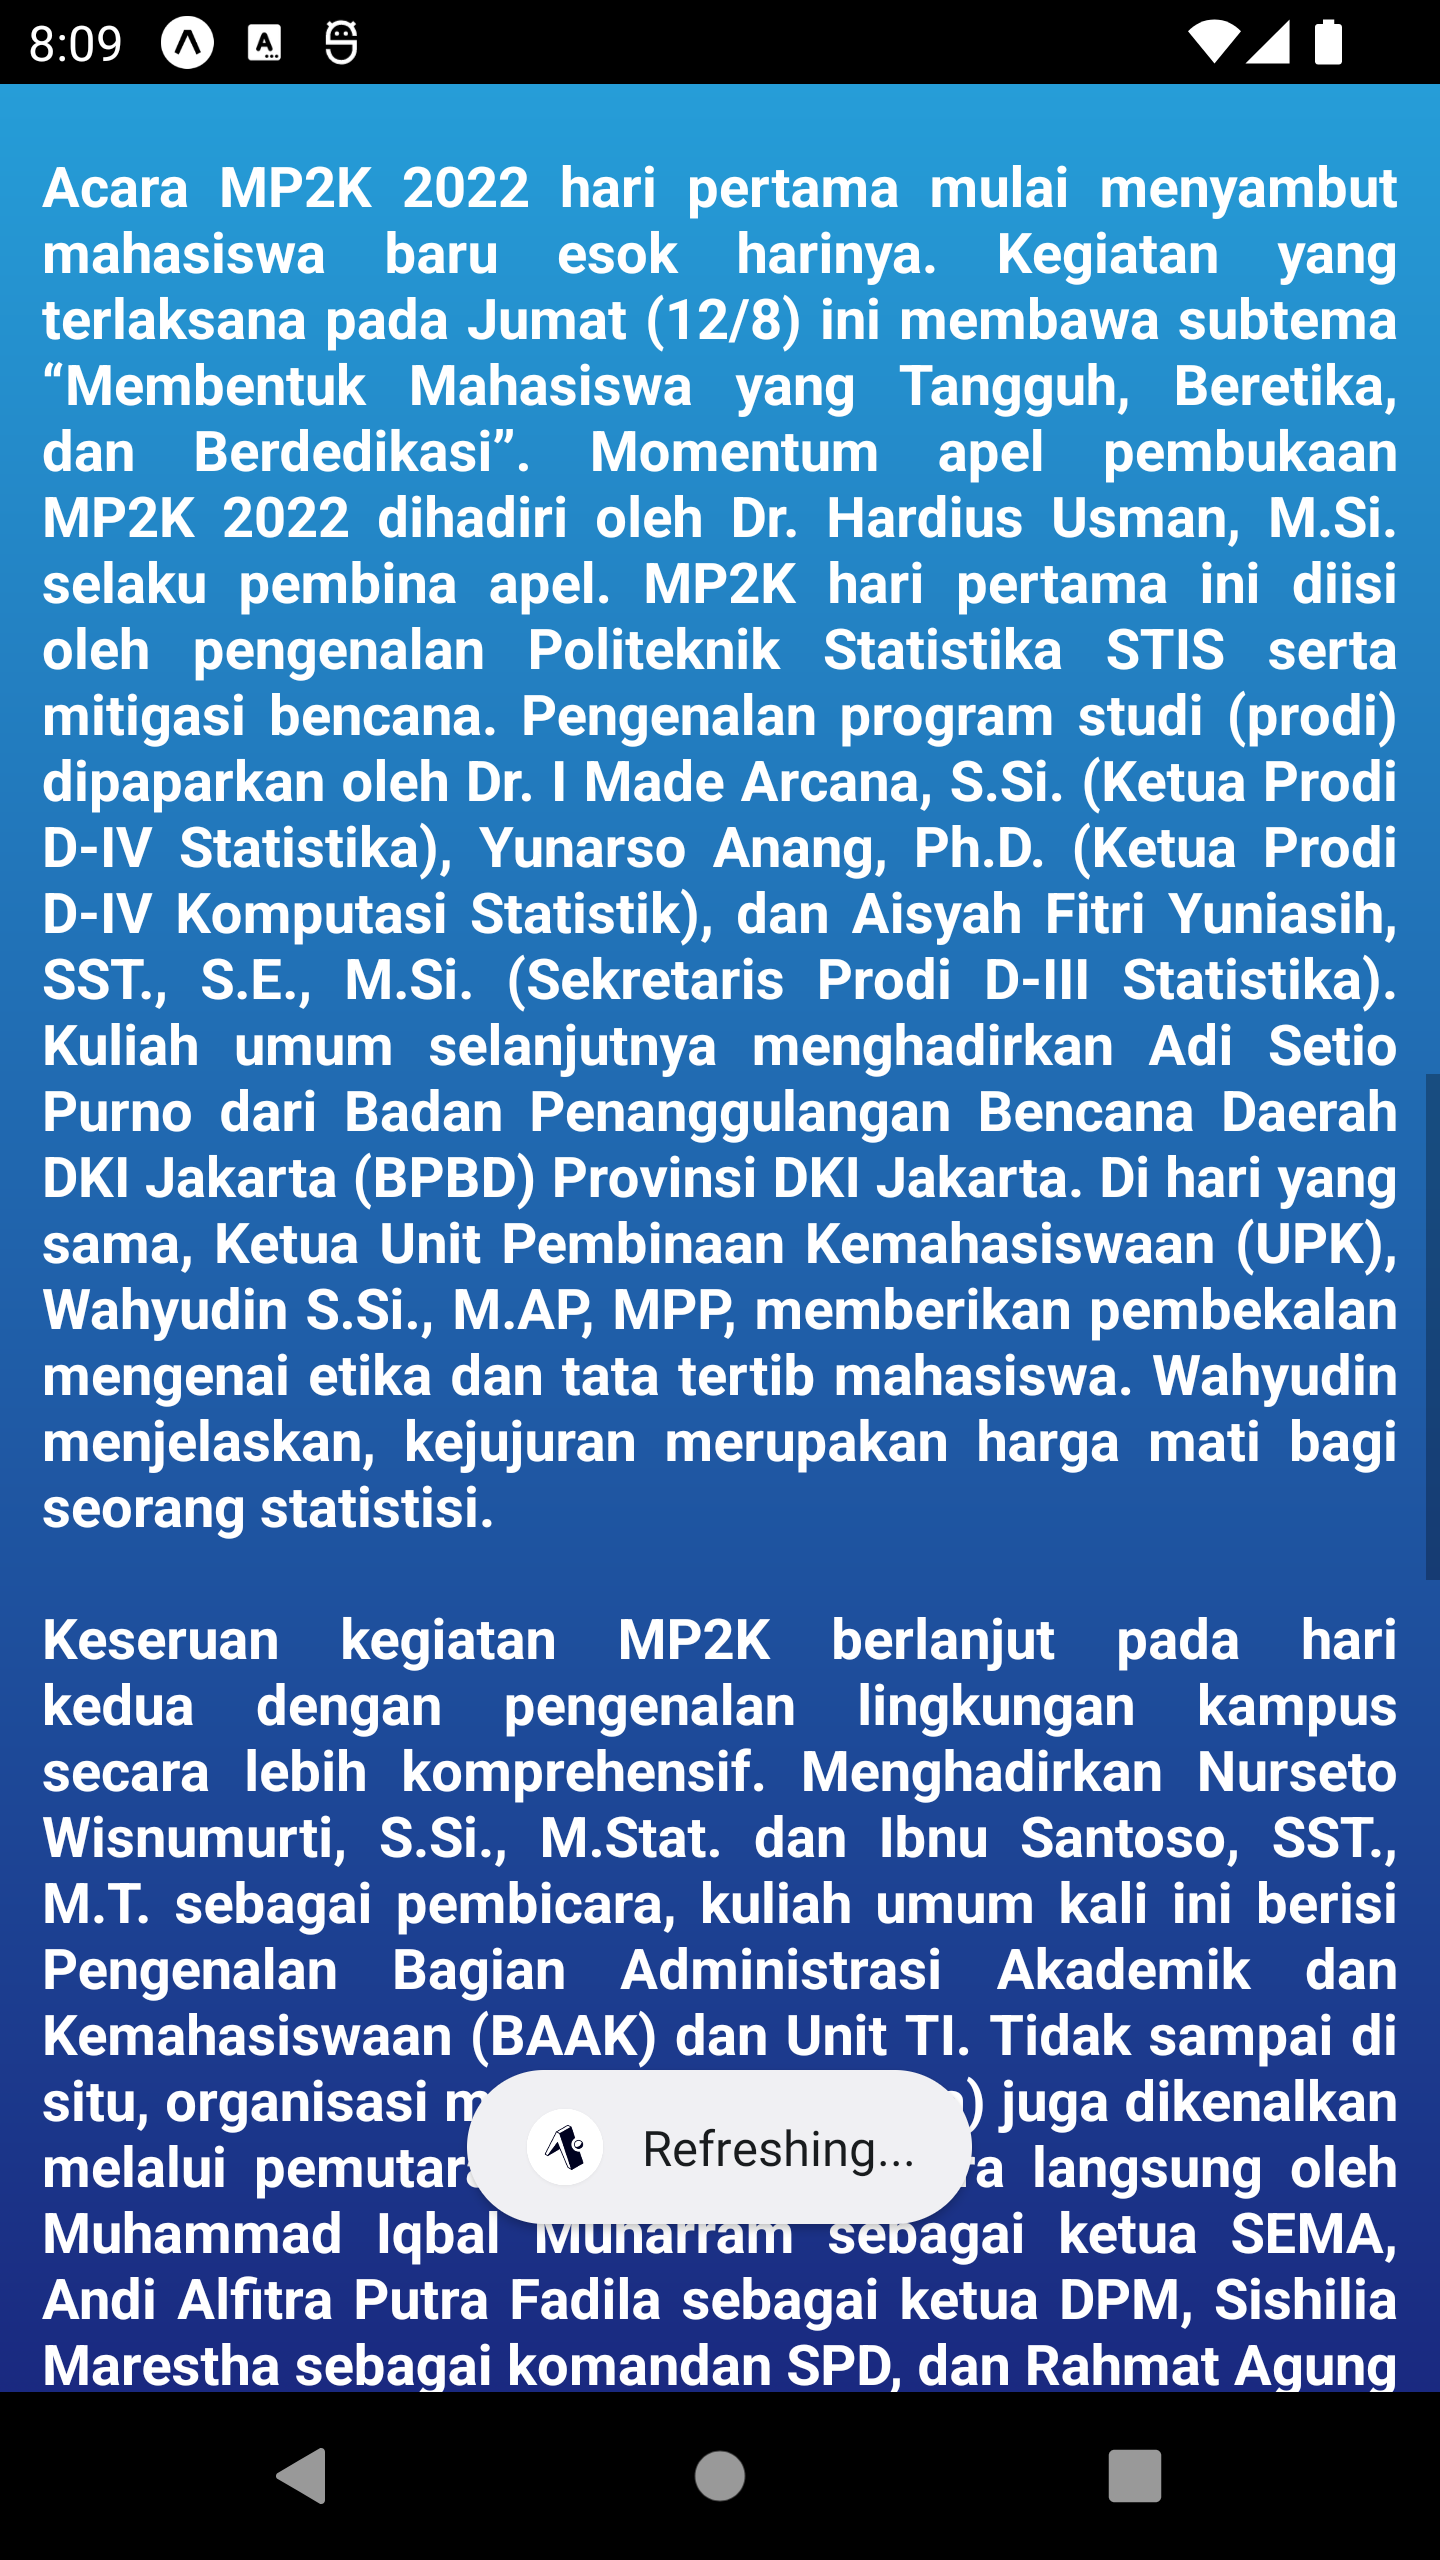 8:09
Acara MP2K 2022 hari pertama mulai menyambut
mahasiswa baru esok harinya. Kegiatan yang
terlaksana pada Jumat (12/8) ini membawa subtema
“Membentuk Mahasiswa yang Tangguh, Beretika,
dan Berdedikasi”. Momentum apel pembukaan
MP2K 2022 dihadiri oleh Dr. Hardius Usman, M.Si.
selaku pembina apel. MP2K hari pertama ini diisi
oleh pengenalan Politeknik Statistika STIS serta
mitigasi bencana. Pengenalan program studi (prodi)
dipaparkan oleh Dr. I Made Arcana, S.Si. (Ketua Prodi
D-IV Statistika), Yunarso Anang, Ph.D. (Ketua Prodi
D-IV Komputasi Statistik), dan Aisyah Fitri Yuniasih,
SST., S.E., M.Si. (Sekretaris Prodi D-III Statistika).
Kuliah umum selanjutnya menghadirkan Adi Setio
Purno dari Badan Penanggulangan Bencana Daerah
DKI Jakarta (BPBD) Provinsi DKI Jakarta. Di hari yang
sama, Ketua Unit Pembinaan Kemahasiswaan (UPK),
Wahyudin S.Si., M.AP, MPP, memberikan pembekalan
mengenai etika dan tata tertib mahasiswa. Wahyudin
menjelaskan, kejujuran merupakan harga mati bagi
seorang statistisi.
Keseruan kegiatan MP2K berlanjut pada hari
kedua dengan pengenalan lingkungan kampus
secara lebih komprehensif. Menghadirkan Nurseto
Wisnumurti, S.Si., M.Stat. dan Ibnu Santoso, SST.,
M.T. sebagai pembicara, kuliah umum kali ini berisi
Pengenalan Bagian Administrasi Akademik dan
Kemahasiswaan (BAAK) dan Unit TI. Tidak sampai di
situ, organisasi juga dikenalkan
melalui langsung oleh
Refreshing...
Muhammad Iqbal Muharram sebagai ketua SEMA,
Andi Alfitra Putra Fadila sebagai ketua DPM, Sishilia
Marestha sebagai komandan SPD, dan Rahmat Agung